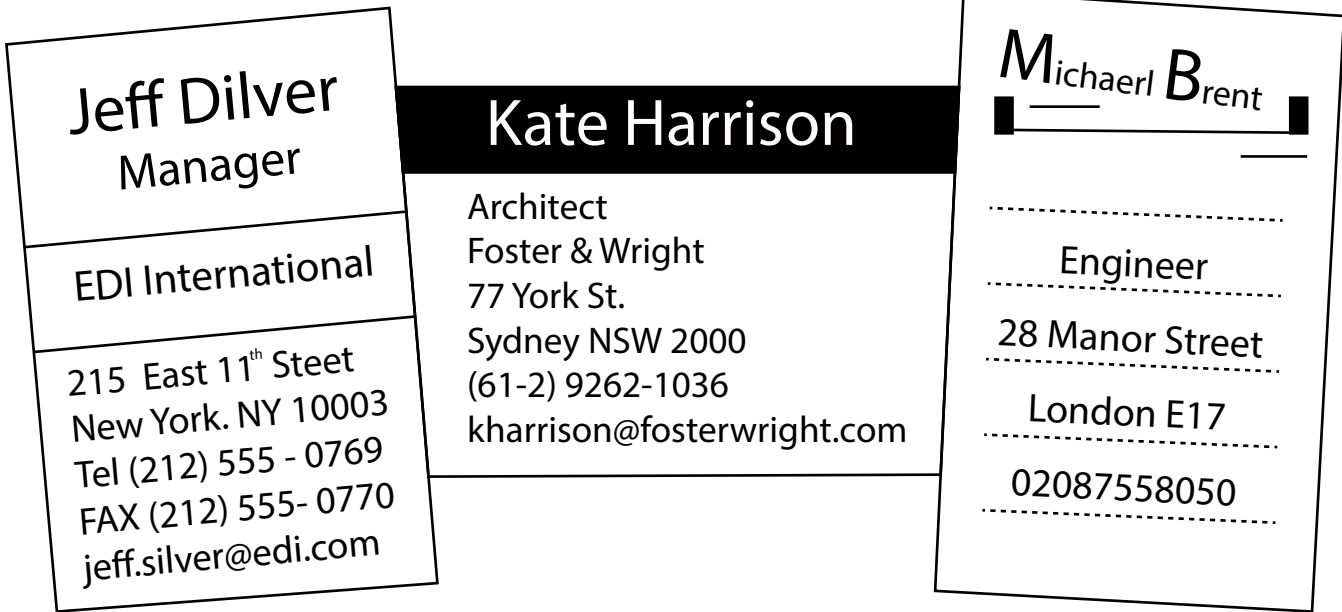 Jeff Dilver
Manager
EDI International
215 East 11th Steet
New York. NY 10003
Tel (212) 555 - 0769
FAX (212) 555- 0770
jeff.silver@edi.com
Kate Harrison
Architect
Foster & Wright
77 York St.
Sydney NSW 2000
(61-2) 9262-1036
kharrison@fosterwright.com
Michaerl Brent
Engineer
28 Manor Street
London E17
02087558050